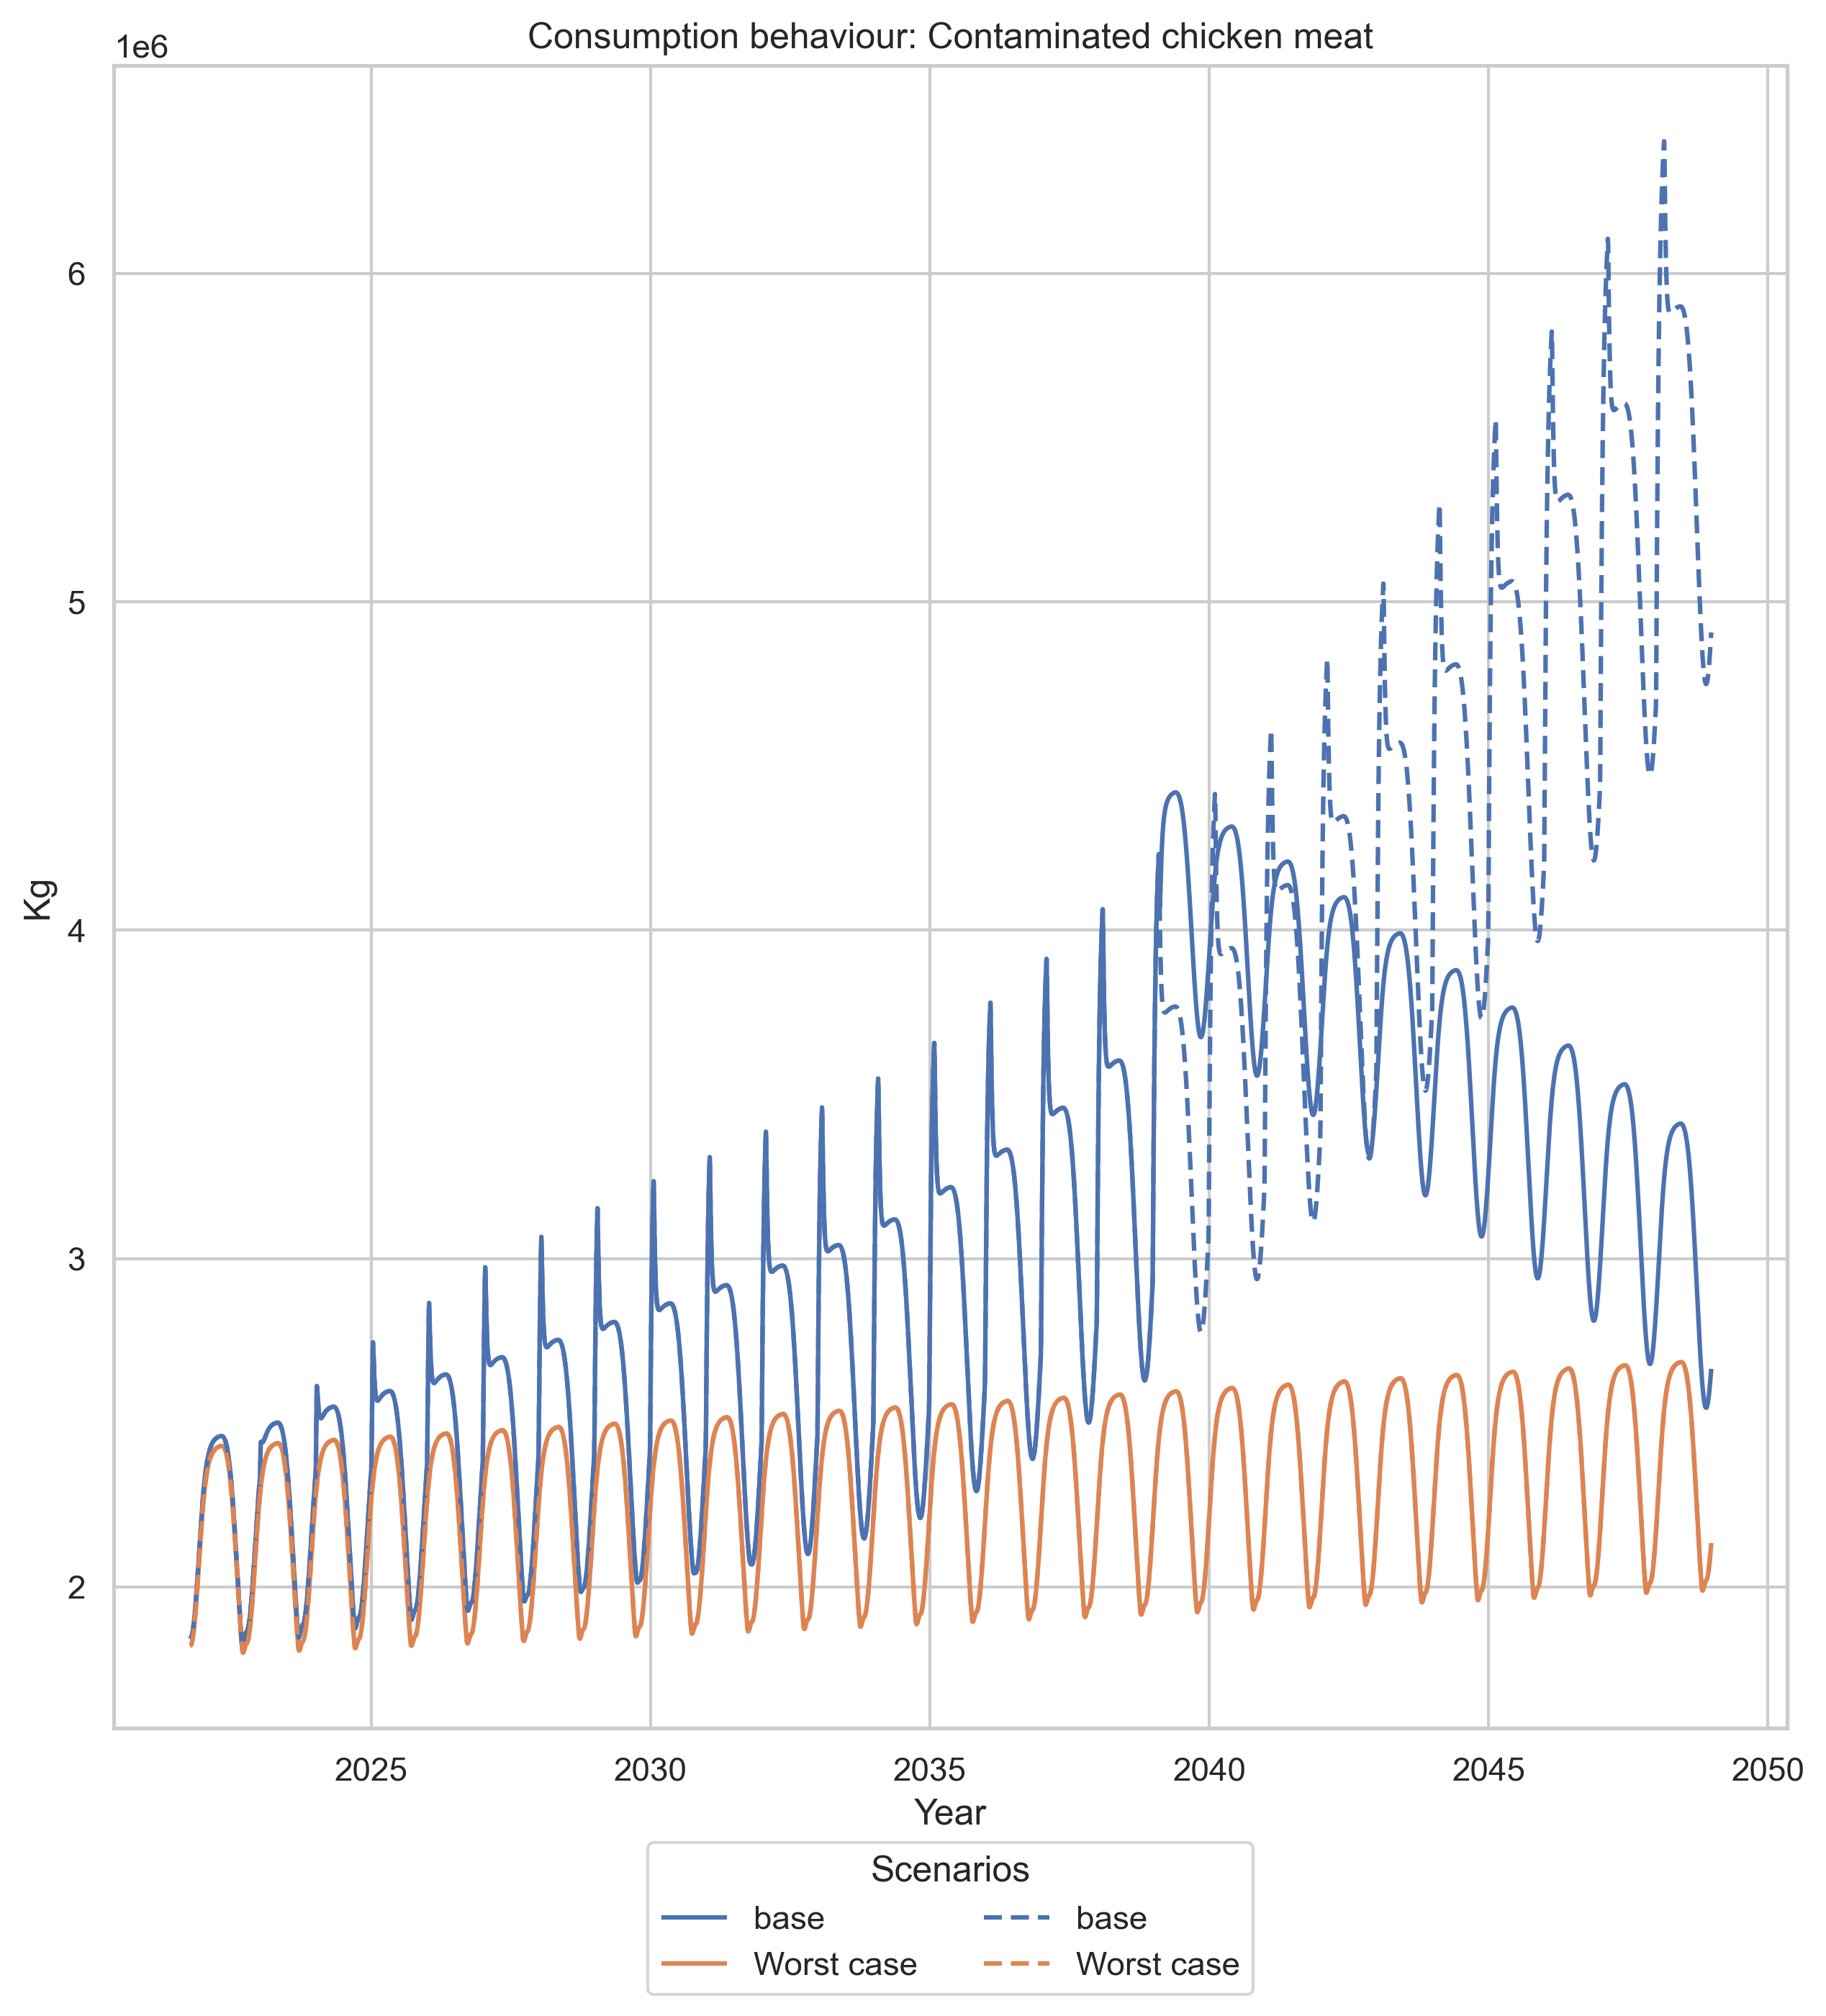 Consumption behaviour: Contaminated chicken meat
1e6
6
5
4
3
2
Kg
2025 2030 2035 2040 2045 2050
Year
Scenarios
base base
Worst case Worst case